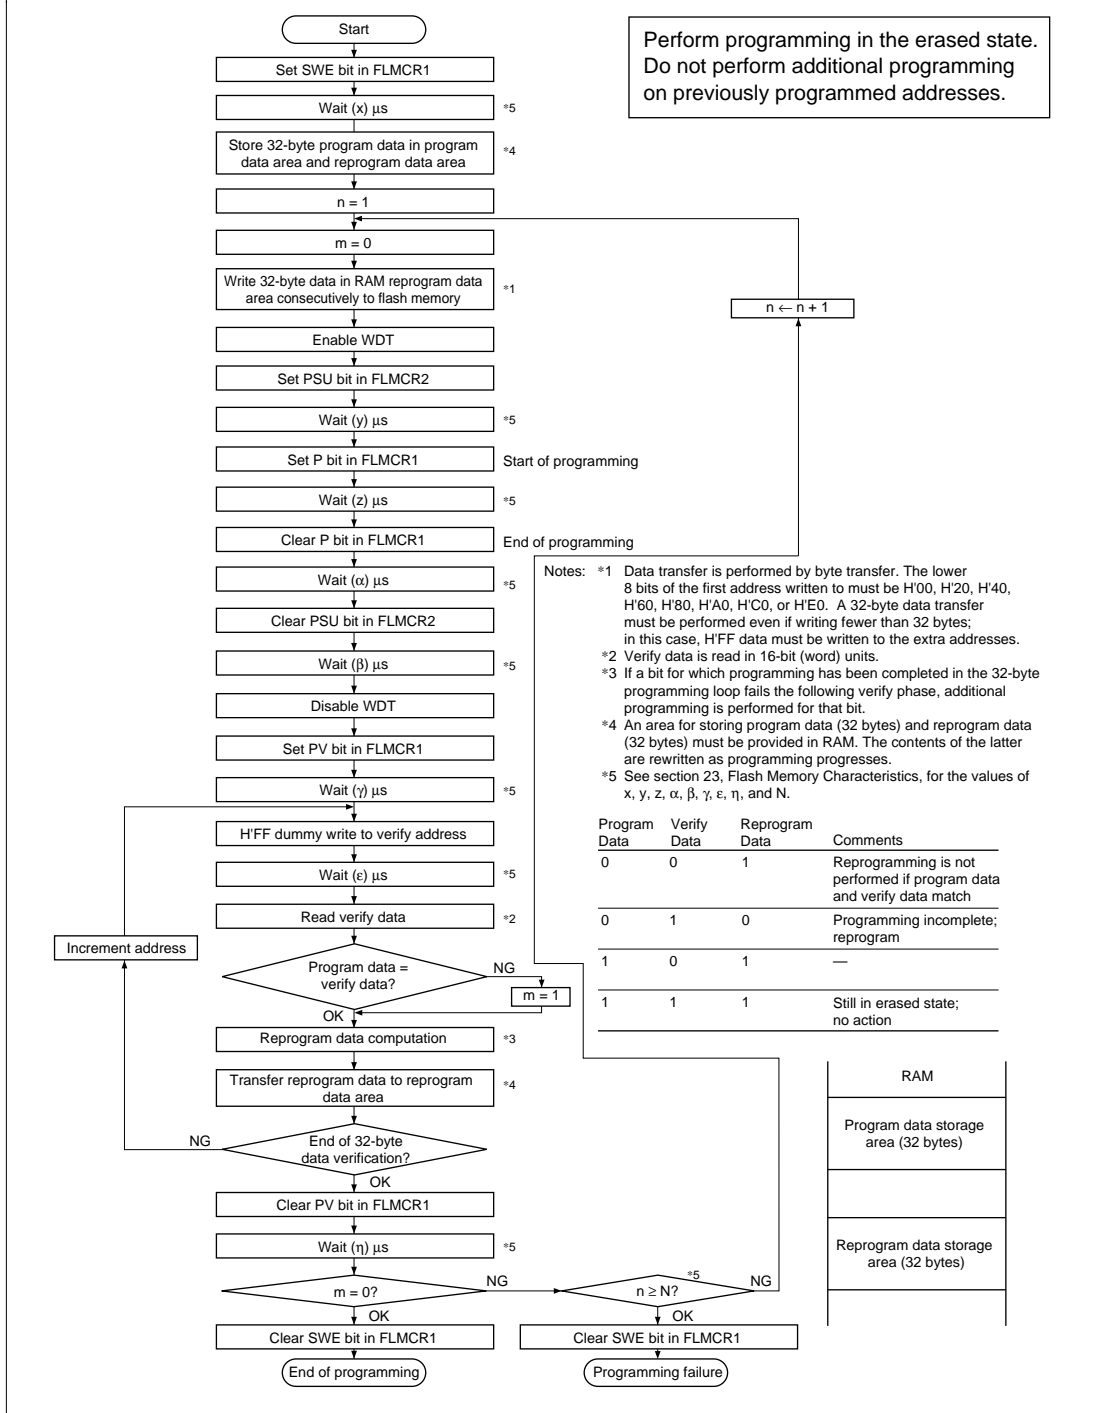 Start
Perform programming in the erased state.
Do not perform additional programming
on previously programmed addresses.
Set SWE bit in FLMCR1
Wait (x) μs
*5
Store 32-byte program data in program
data area and reprogram data area
*4
n = 1
m = 0
Write 32-byte data in RAM reprogram data
area consecutively to flash memory
*1
n ← n + 1
Enable WDT
Set PSU bit in FLMCR2
Wait (y) μs
*5
Set P bit in FLMCR1
Start of programming
Wait (z) μs
*5
Clear P bit in FLMCR1
End of programming
Wait (α) μs
*5
Clear PSU bit in FLMCR2
Wait (β) μs
*5
Disable WDT
Set PV bit in FLMCR1
Wait (γ) μs
*5
H'FF dummy write to verify address
Wait (ε) μs
*5
Read verify data
*2
Increment address
Program data =
verify data?
NG
m = 1
OK
Reprogram data computation
*3
Transfer reprogram data to reprogram
data area
*4
NG
End of 32-byte
data verification?
OK
Clear PV bit in FLMCR1
Wait (η) μs
*5
m = 0?
NG
OK
n ≥ N?
*5
NG
OK
Clear SWE bit in FLMCR1
Clear SWE bit in FLMCR1
End of programming
Programming failure
Notes: *1 Data transfer is performed by byte transfer. The lower
8 bits of the first address written to must be H'00, H'20, H'40,
H'60, H'80, H'A0, H'C0, or H'E0. A 32-byte data transfer
must be performed even if writing fewer than 32 bytes;
in this case, H'FF data must be written to the extra addresses.
*2 Verify data is read in 16-bit (word) units.
*3 If a bit for which programming has been completed in the 32-byte
programming loop fails the following verify phase, additional
programming is performed for that bit.
*4 An area for storing program data (32 bytes) and reprogram data
(32 bytes) must be provided in RAM. The contents of the latter
are rewritten as programming progresses.
*5 See section 23, Flash Memory Characteristics, for the values of
x, y, z, α, β, γ, ε, η, and N.
Program Verify Reprogram
Data Data Data Comments
0 0 1 Reprogramming is not
performed if program data
and verify data match
0 1 0 Programming incomplete;
reprogram
1 0 1 —
1 1 1 Still in erased state;
no action
RAM
Program data storage
area (32 bytes)
Reprogram data storage
area (32 bytes)